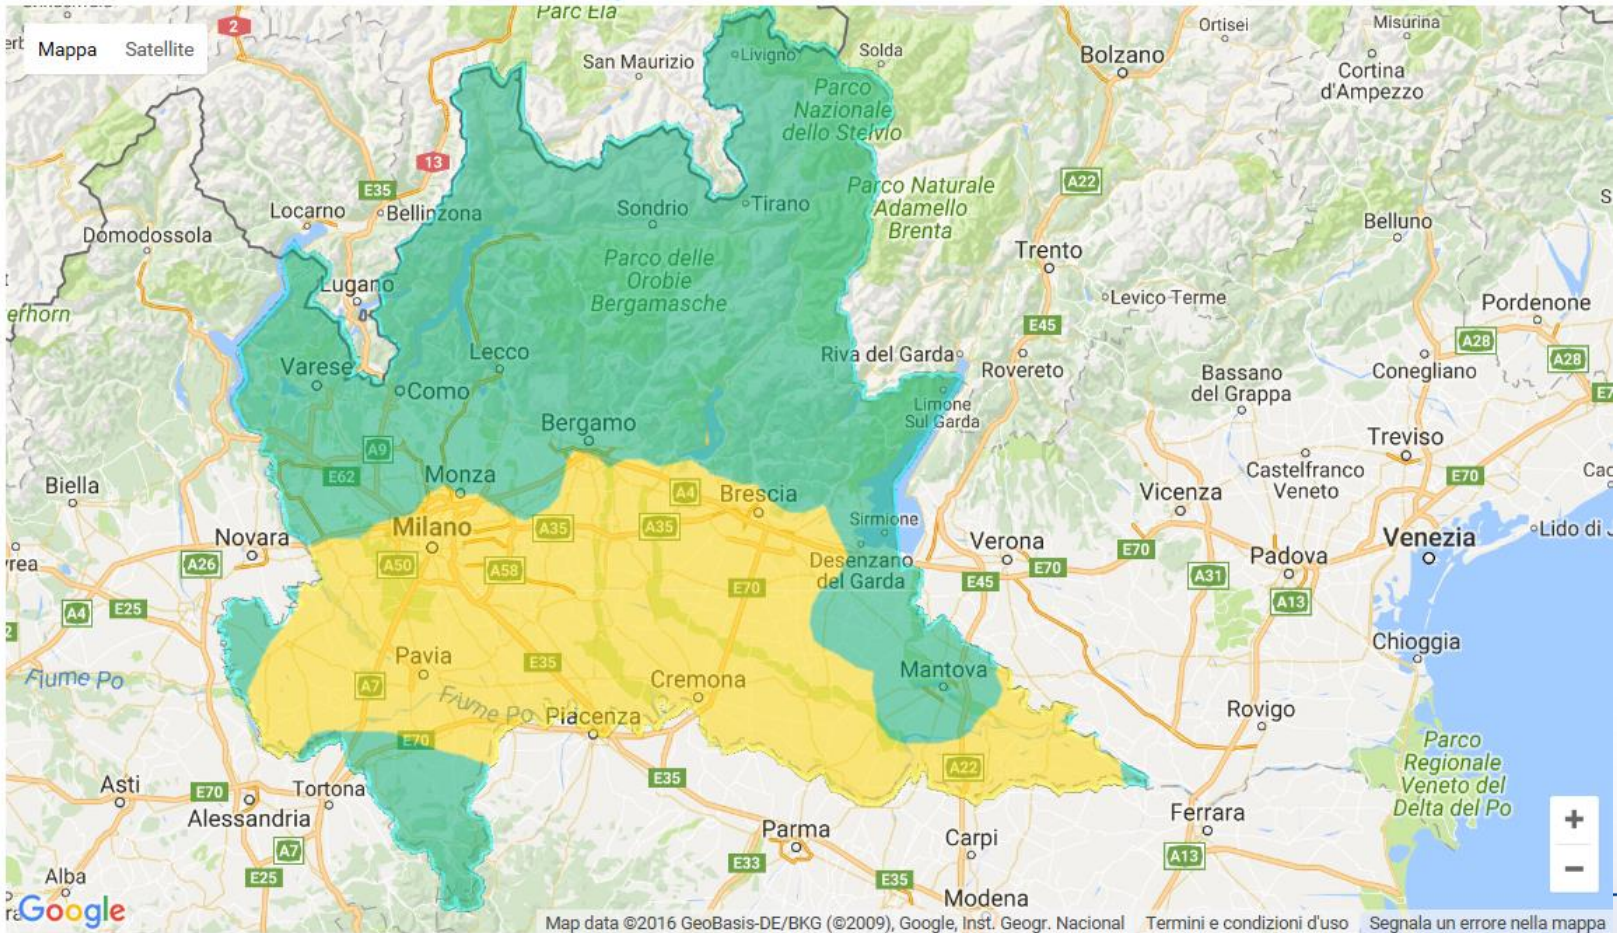 Mappa
Satellite
2
Parc Ela
San Maurizio
Livigno
Solda
Bolzano
Ortisei
Misurina
Cortina
d'Ampezzo
Parco
Nazionale
dello Stelvio
13
E35
A22
Locarno
Bellinzona
Domodossola
Sondrio
Tirano
Parco Naturale
Adamello
Brenta
Belluno
Trento
Parco delle
Orobie
Bergamasche
Lugano
erhorn
Levico Terme
Pordenone
E45
A28
A28
Varese
Lecco
Como
Riva del Garda
Rovereto
Conegliano
Bassano
del Grappa
Limone
Sul Garda
E7
Bergamo
Treviso
A9
E62
Monza
A4
Brescia
Castelfranco
Veneto
E70
Biella
Vicenza
Sirmione
Novara
Milano
A35
A35
Verona
Venezia
Lido di J
A26
A50
A58
Desenzano
del Garda
E70
E45
E70
E70
Padova
A31
A13
A4
E25
Chioggia
Pavia
E35
Mantova
Fiume Po
A7
Cremona
Fiume Po
Piacenza
Rovigo
E70
A22
Parco
Regionale
Veneto del
Delta del Po
Asti
E70
Tortona
E35
Alessandria
Ferrara
Parma
Carpi
A7
E33
A13
E25
E35
Alba
Modena
+
−
Google
Map data ©2016 GeoBasis-DE/BKG (©2009), Google, Inst. Geogr. Nacional
Termini e condizioni d'uso
Segnala un errore nella mappa